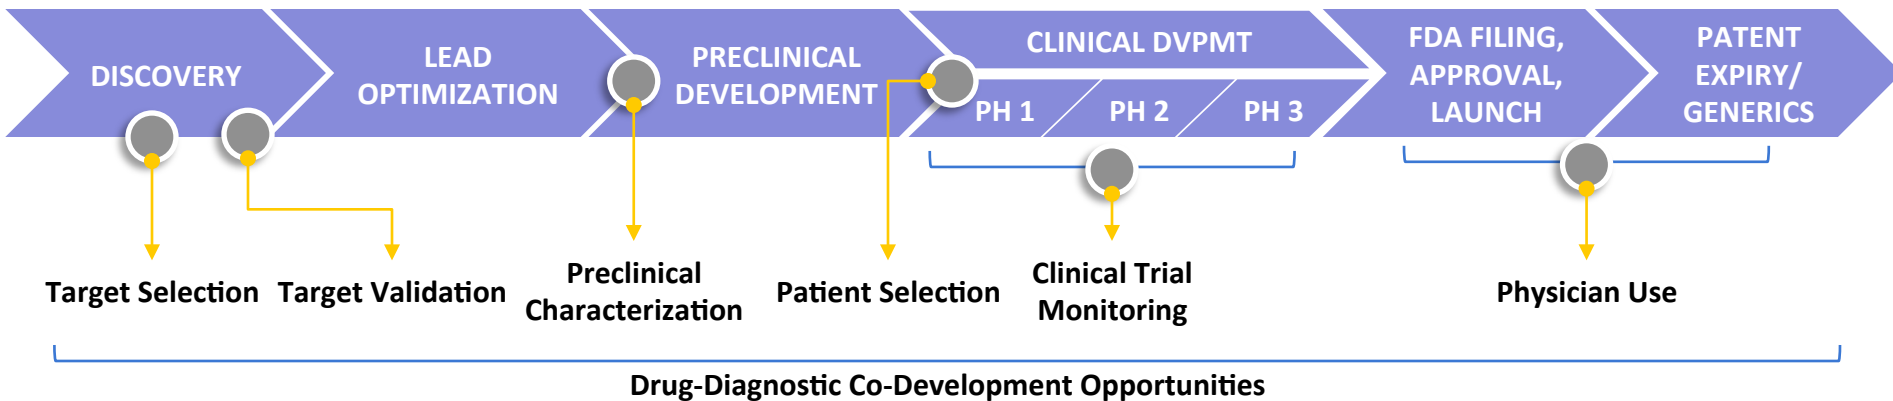 DISCOVERY
LEAD
OPTIMIZATION
PRECLINICAL
DEVELOPMENT
CLINICAL DVPMT
PH 1
PH 2
PH 3
FDA FILING,
APPROVAL,
LAUNCH
PATENT
EXPIRY/
GENERICS
Target Selection
Target Validation
Preclinical
Characterization
Patient Selection
Clinical Trial
Monitoring
Physician Use
Drug-Diagnostic Co-Development Opportunities